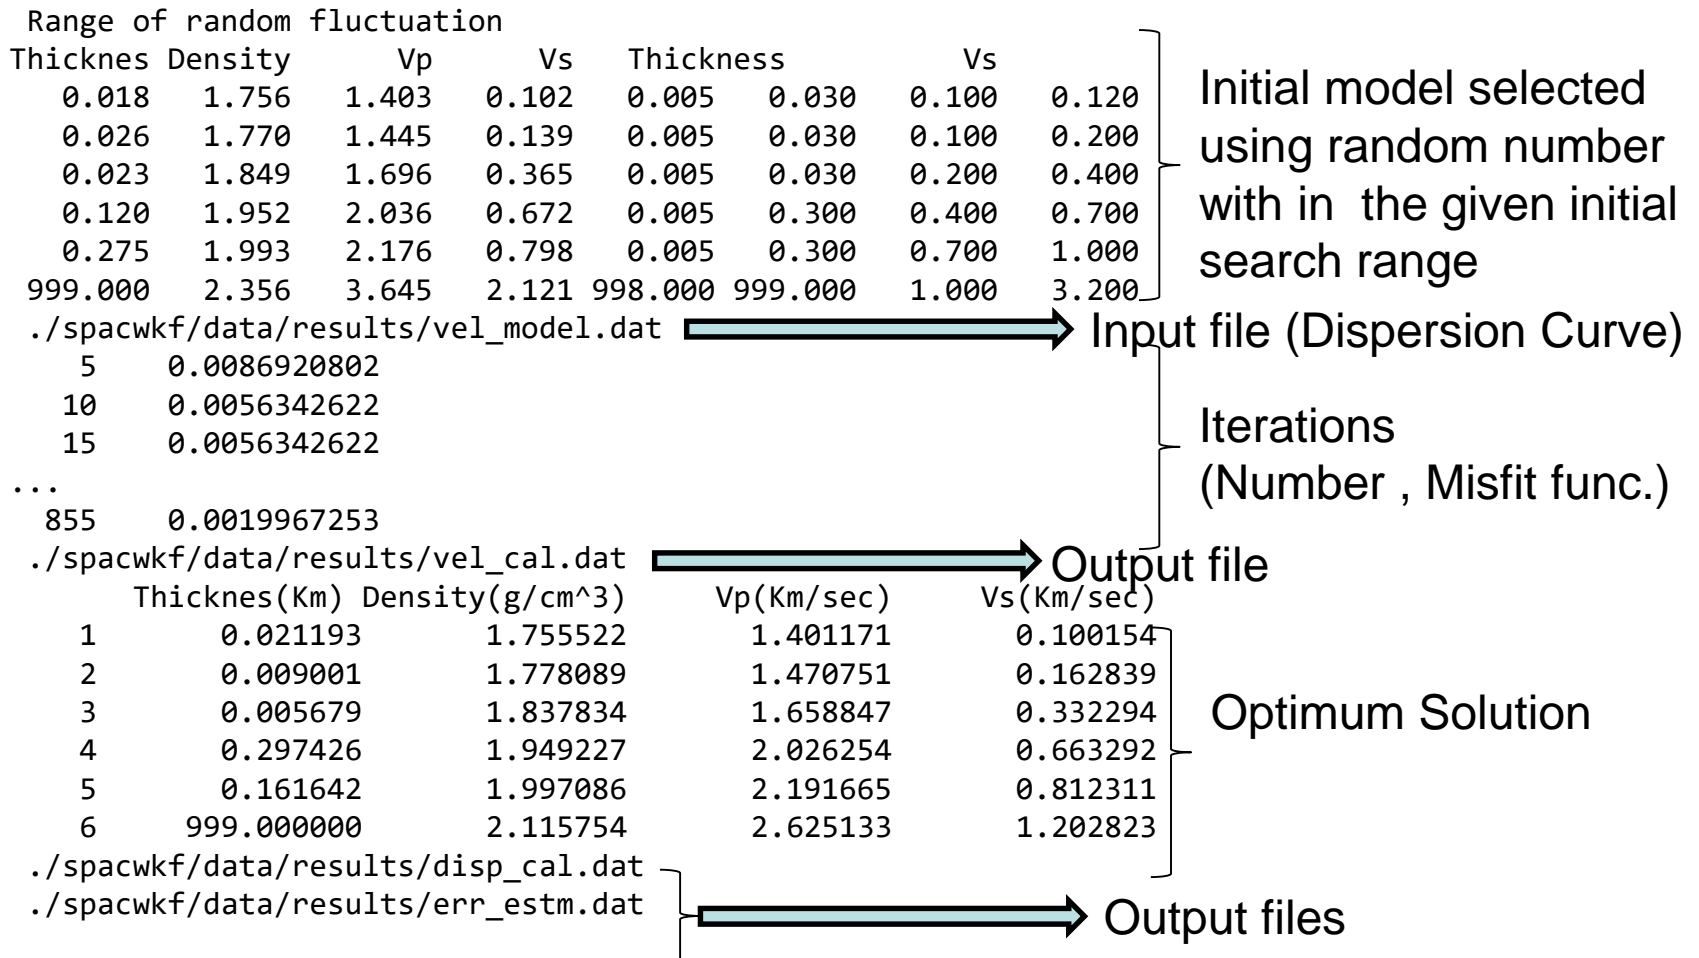 Range of random fluctuation
Thicknes Density Vp Vs Thickness Vs
0.018 1.756 1.403 0.102 0.005 0.030 0.100 0.120
0.026 1.770 1.445 0.139 0.005 0.030 0.100 0.200
0.023 1.849 1.696 0.365 0.005 0.030 0.200 0.400
0.120 1.952 2.036 0.672 0.005 0.300 0.400 0.700
0.275 1.993 2.176 0.798 0.005 0.300 0.700 1.000
999.000 2.356 3.645 2.121 998.000 999.000 1.000 3.200
Initial model selected
using random number
with in the given initial
search range
./spacwkf/data/results/vel_model.dat
Input file (Dispersion Curve)
5 0.0086920802
10 0.0056342622
15 0.0056342622
...
855 0.0019967253
Iterations
(Number , Misfit func.)
./spacwkf/data/results/vel_cal.dat
Output file
Thicknes(Km) Density(g/cm^3) Vp(Km/sec) Vs(Km/sec)
1 0.021193 1.755522 1.401171 0.100154
2 0.009001 1.778089 1.470751 0.162839
3 0.005679 1.837834 1.658847 0.332294
4 0.297426 1.949227 2.026254 0.663292
5 0.161642 1.997086 2.191665 0.812311
6 999.000000 2.115754 2.625133 1.202823
Optimum Solution
./spacwkf/data/results/disp_cal.dat
./spacwkf/data/results/err_estm.dat
Output files